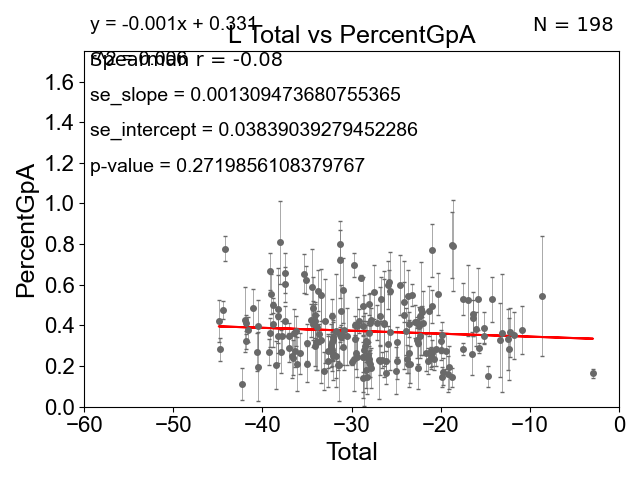 y = -0.001x + 0.331
N = 198
L Total vs PercentGpA
Spearman r = -0.08
se_slope = 0.001309473680755365
se_intercept = 0.03839039279452286
p-value = 0.2719856108379767
PercentGpA
1.6
1.4
1.2
1.0
0.8
0.6
0.4
0.2
0.0
−60 −50 −40 −30 −20 −10 0
Total